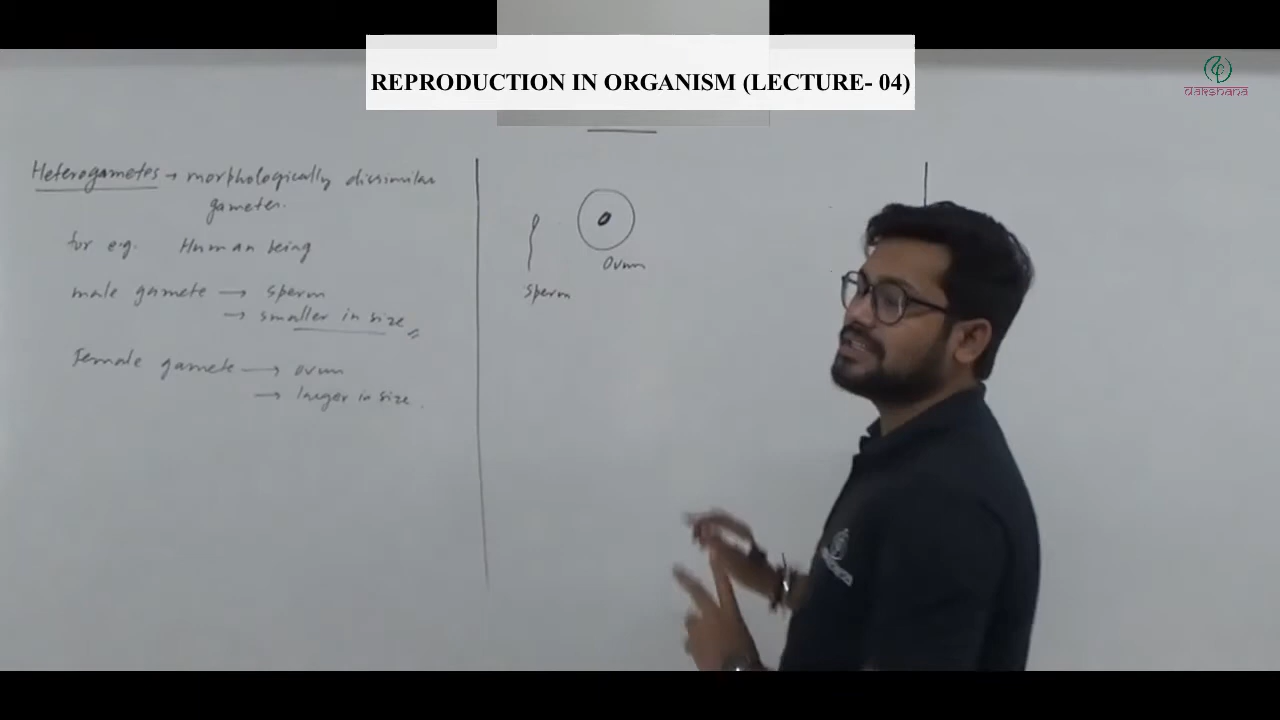 REPRODUCTION IN ORGANISM (LECTURE- 04)
Dakshana
Heterogametes → morphologically dissimilar
gametes.
for e.g. Human being
male gamete → sperm
→ smaller in size
Female gamete → ovum
→ larger in size.
Ovum
Sperm